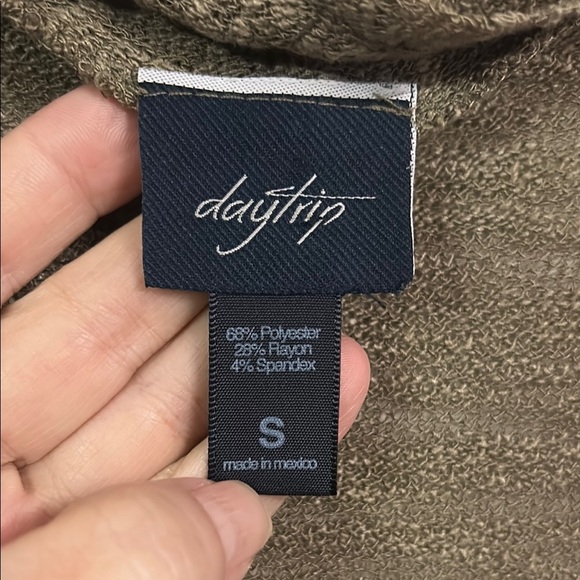 daytrip
68% Polyester
28% Rayon
4% Spandex
S
made in mexico